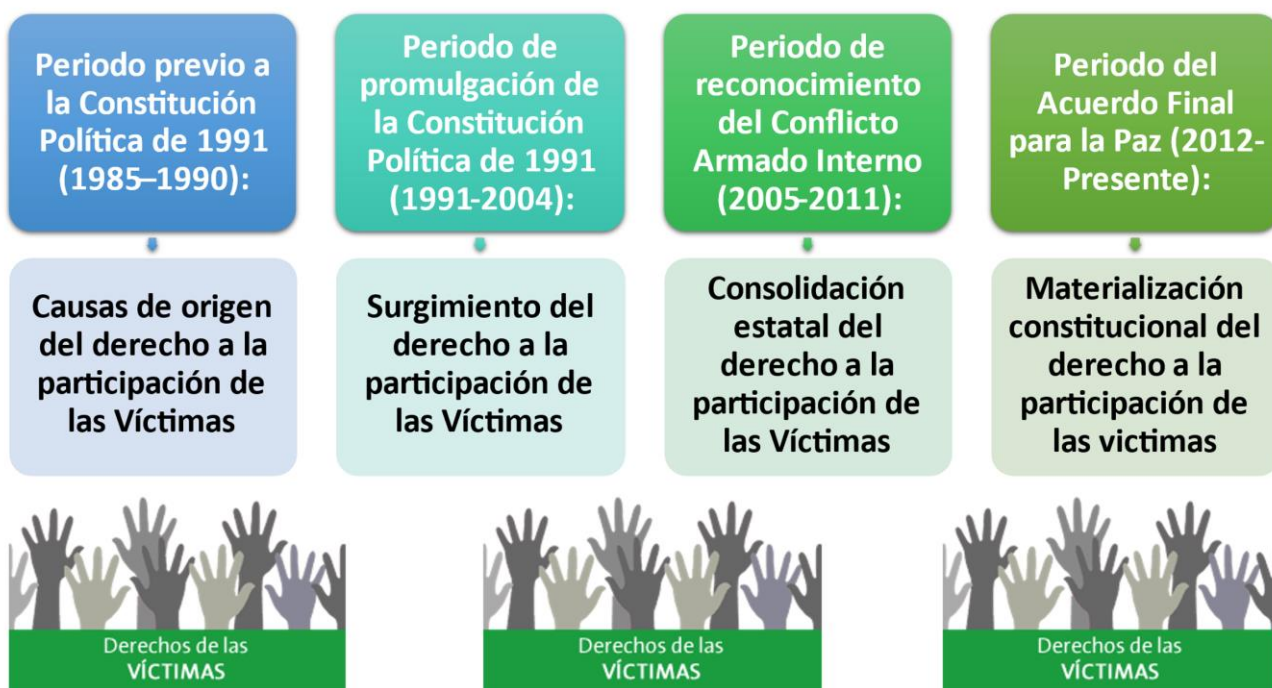 Periodo previo a
la Constitución
Política de 1991
(1985–1990):
Causas de origen
del derecho a la
participación de
las Víctimas
Periodo de
promulgación de
la Constitución
Política de 1991
(1991-2004):
Surgimiento del
derecho a la
participación de
las Víctimas
Periodo de
reconocimiento
del Conflicto
Armado Interno
(2005-2011):
Consolidación
estatal del
derecho a la
participación de
las Víctimas
Periodo del
Acuerdo Final
para la Paz (2012-
Presente):
Materialización
constitucional del
derecho a la
participación de
las victimas
Derechos de las
VÍCTIMAS
Derechos de las
VÍCTIMAS
Derechos de las
VÍCTIMAS